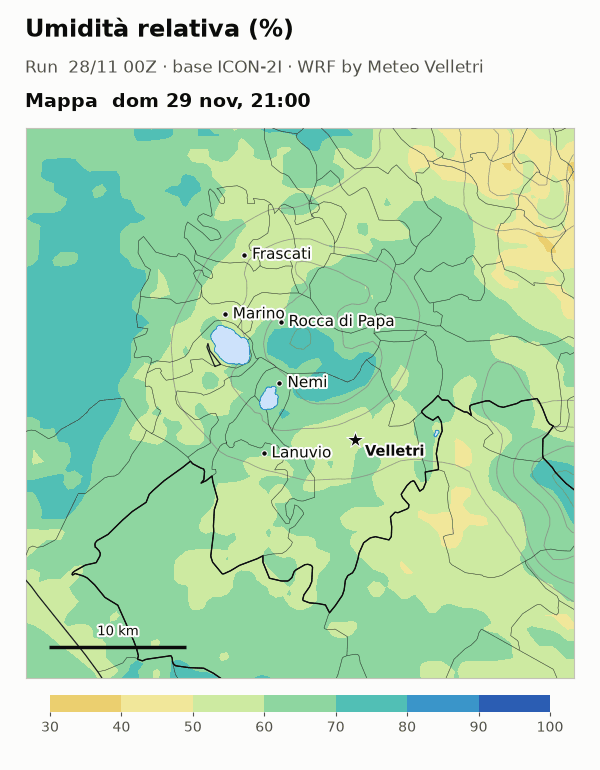 Umidità relativa (%)
Run  28/11 00Z · base ICON-2I · WRF by Meteo Velletri
Mappa  dom 29 nov, 21:00
Frascati
Marino
Rocca di Papa
Nemi
Velletri
Lanuvio
10 km
30 40 50 60 70 80 90 100